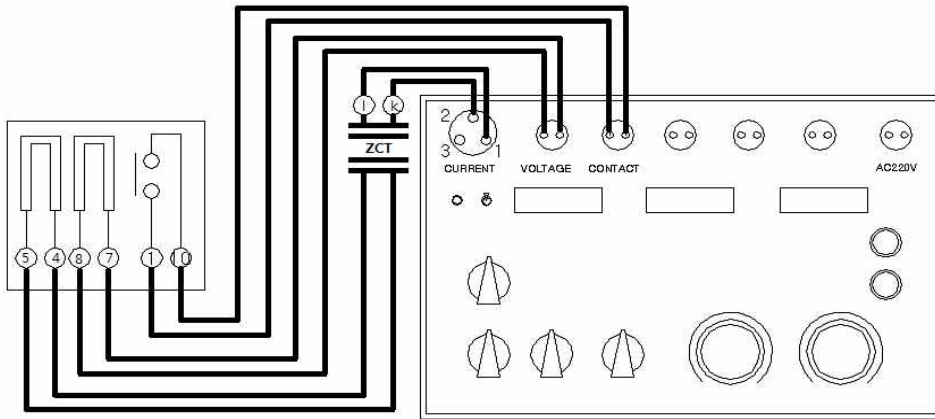 l k
ZCT
2
3 1
CURRENT VOLTAGE CONTACT AC220V
5 4 8 7 1 10